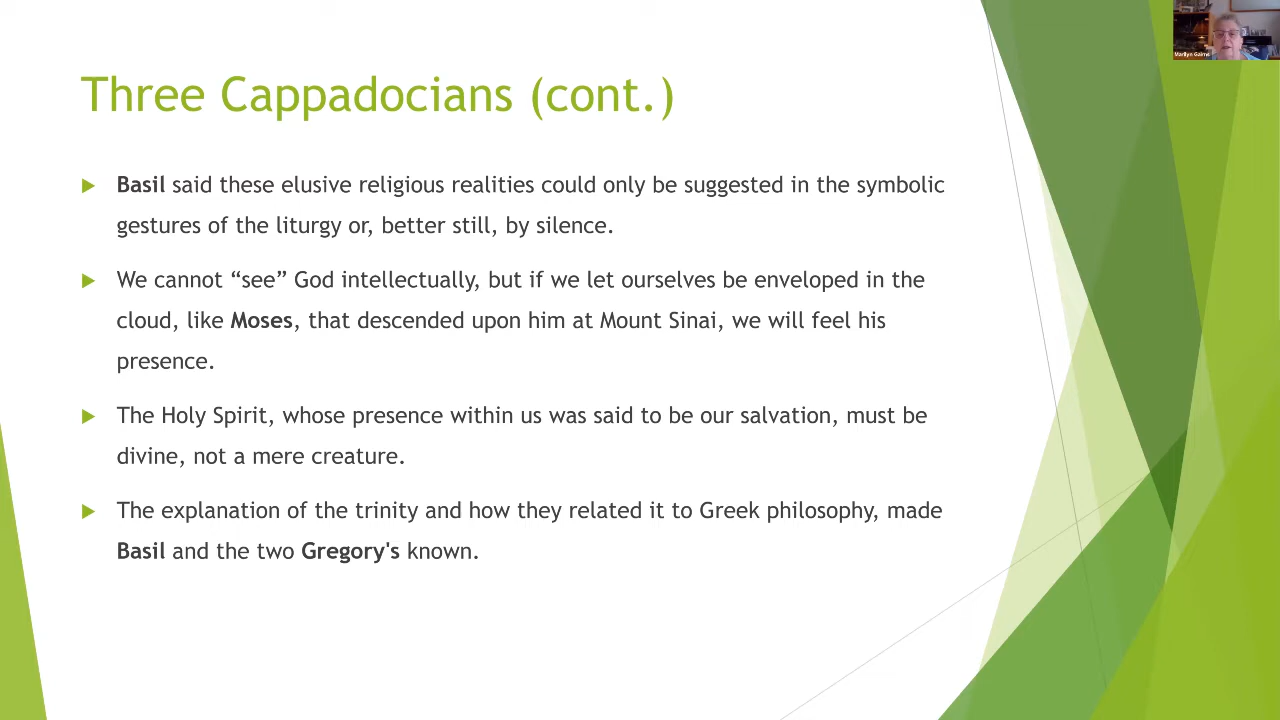 Marilyn Gaims
Three Cappadocians (cont.)
Basil said these elusive religious realities could only be suggested in the symbolic
gestures of the liturgy or, better still, by silence.
We cannot “see” God intellectually, but if we let ourselves be enveloped in the
cloud, like Moses, that descended upon him at Mount Sinai, we will feel his
presence.
The Holy Spirit, whose presence within us was said to be our salvation, must be
divine, not a mere creature.
The explanation of the trinity and how they related it to Greek philosophy, made
Basil and the two Gregory's known.